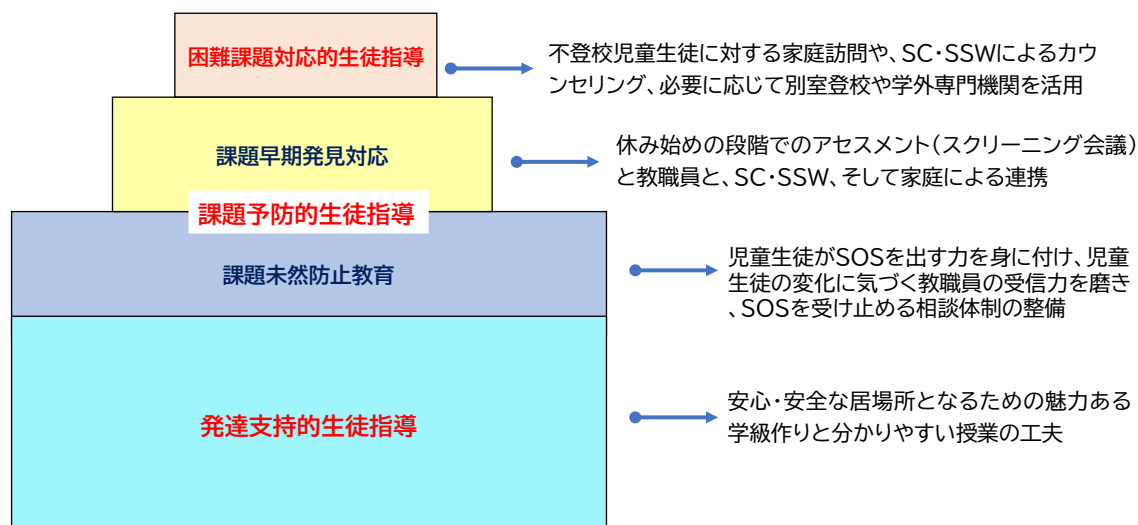 困難課題対応的生徒指導
不登校児童生徒に対する家庭訪問や、SC・SSWによるカウ
ンセリング、必要に応じて別室登校や学外専門機関を活用
課題早期発見対応
休み始めの段階でのアセスメント(スクリーニング会議)
と教職員と、SC・SSW、そして家庭による連携
課題予防的生徒指導
課題未然防止教育
児童生徒がSOSを出す力を身に付け、児童
生徒の変化に気づく教職員の受信力を磨き
、SOSを受け止める相談体制の整備
発達支持的生徒指導
安心・安全な居場所となるための魅力ある
学級作りと分かりやすい授業の工夫